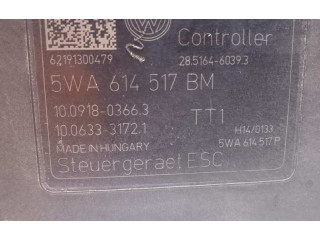 Controller
62191300479
28.5164-6039.3
5WA 614 517 BM
10.0918-0366.3
TT1
10.0633-3172.1
H14/0133
MADE IN HUNGARY
5WA 614 517 P
Steuergeraet ESC